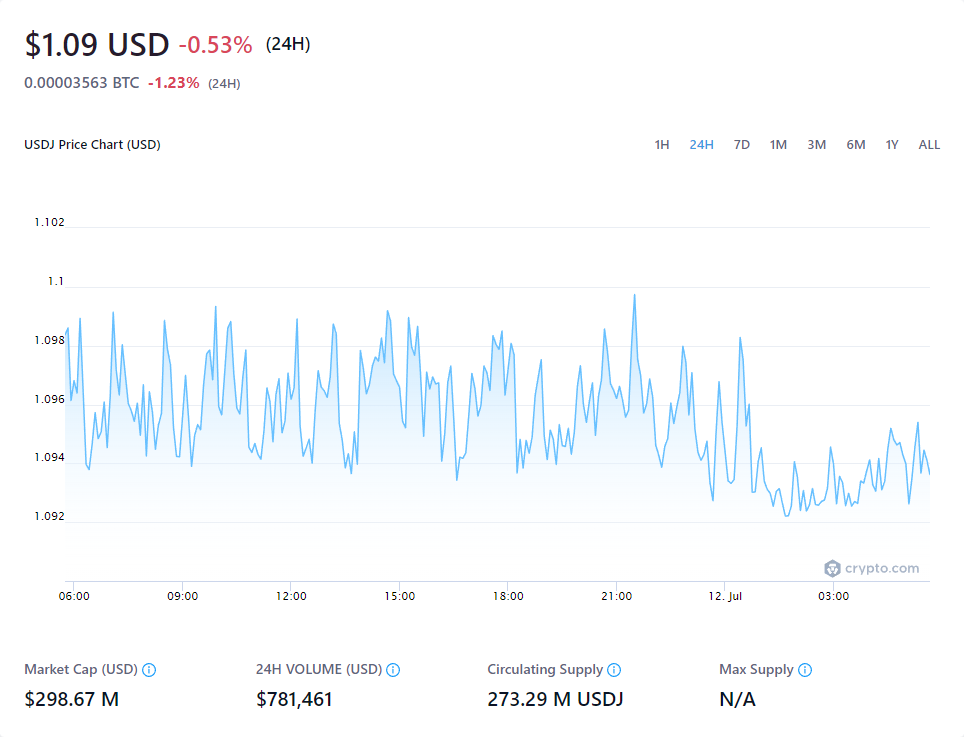 $1.09 USD -0.53% (24H)
0.00003563 BTC -1.23% (24H)
USDJ Price Chart (USD) 1H 24H 7D 1M 3M 6M 1Y ALL
1.102
1.1
1.098
1.096
1.094
1.092
crypto.com
06:00 09:00 12:00 15:00 18:00 21:00 12. Jul 03:00
Market Cap (USD) 24H VOLUME (USD) Circulating Supply Max Supply
$298.67 M $781,461 273.29 M USDJ N/A